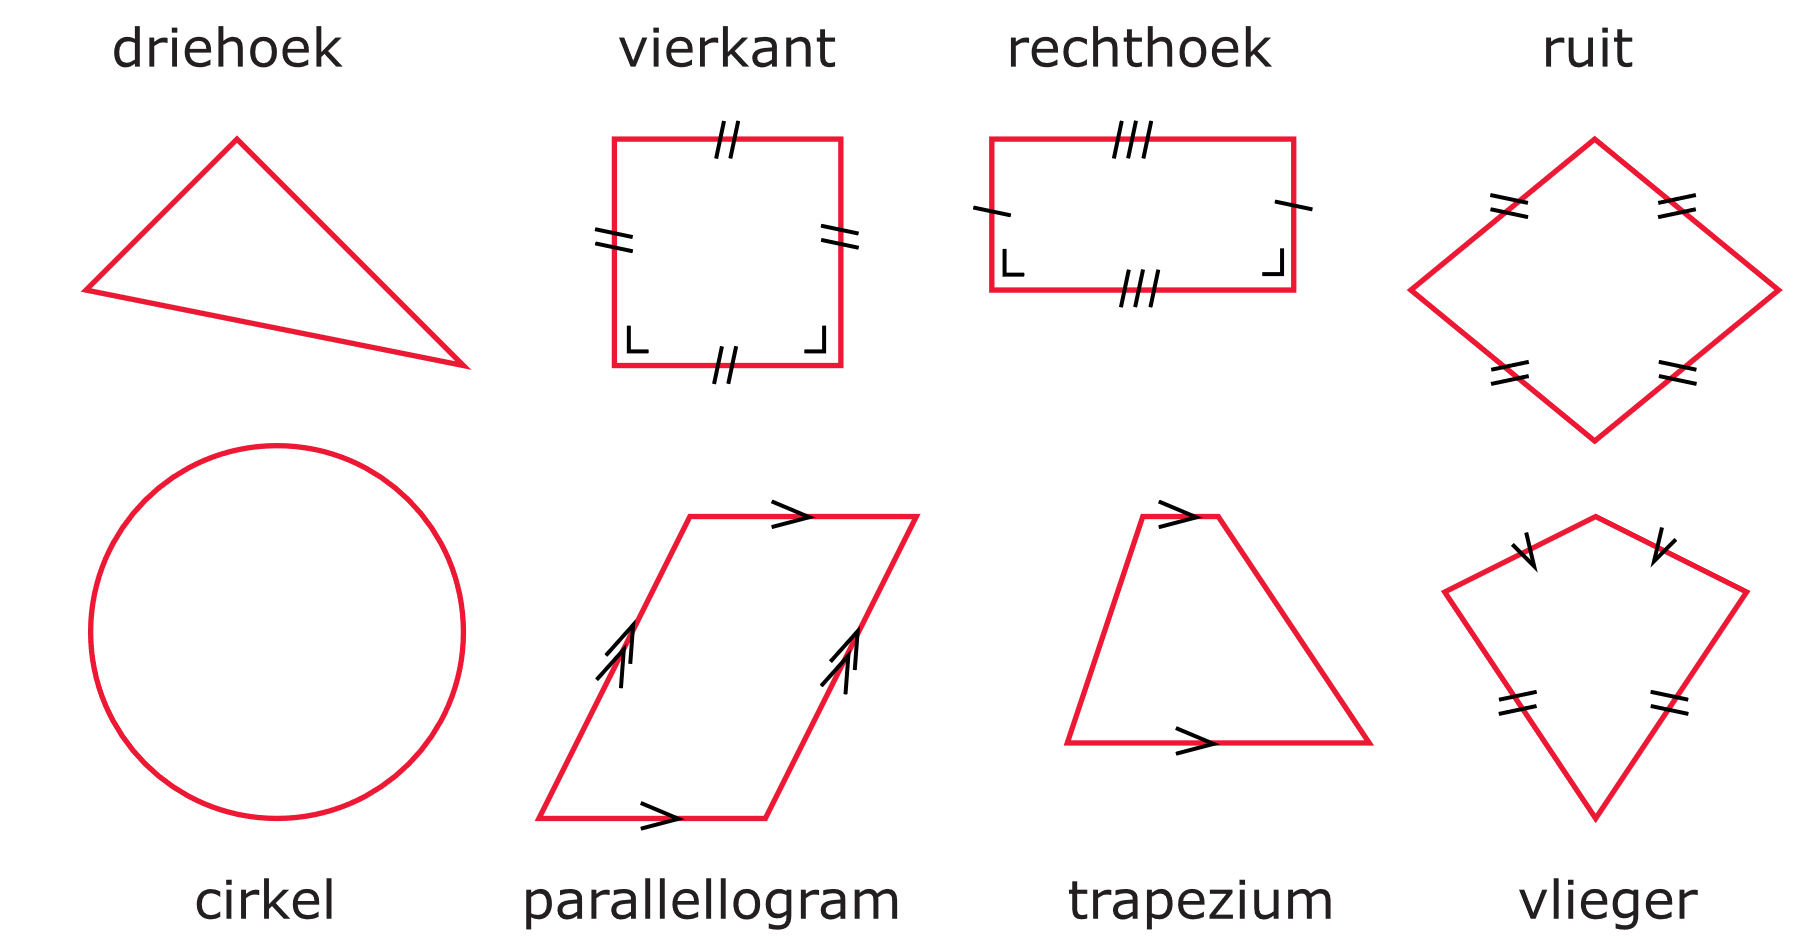 driehoek
vierkant
rechthoek
ruit
cirkel
parallellogram
trapezium
vlieger